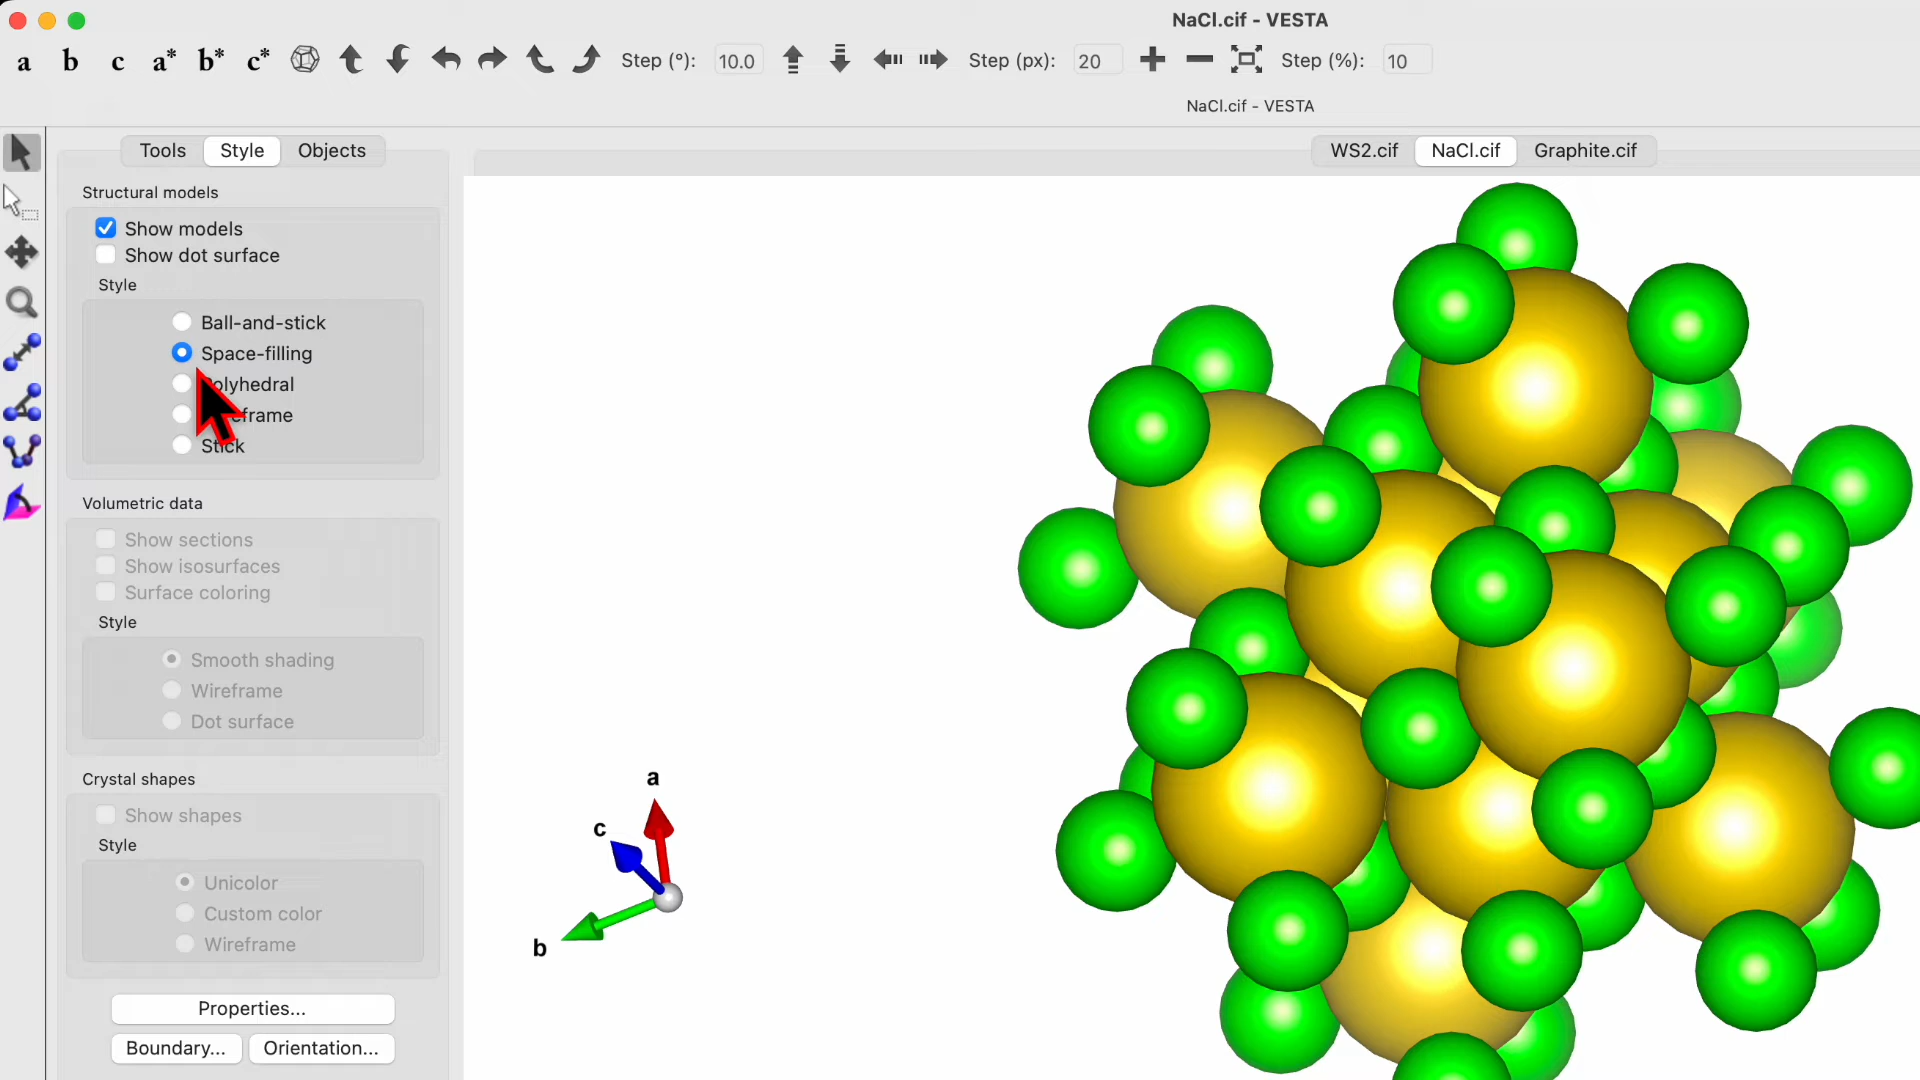 NaCl.cif - VESTA
a b c a* b* c* Step (°): 10.0 Step (px): 20 Step (%): 10
NaCl.cif - VESTA
Tools Style Objects
WS2.cif NaCl.cif Graphite.cif
Structural models
Show models
Show dot surface
Style
Ball-and-stick
Space-filling
olyhedral
frame
Stick
Volumetric data
Show sections
Show isosurfaces
Surface coloring
Style
Smooth shading
Wireframe
Dot surface
Crystal shapes
Show shapes
Style
Unicolor
Custom color
Wireframe
Properties...
Boundary... Orientation...
a
c
b